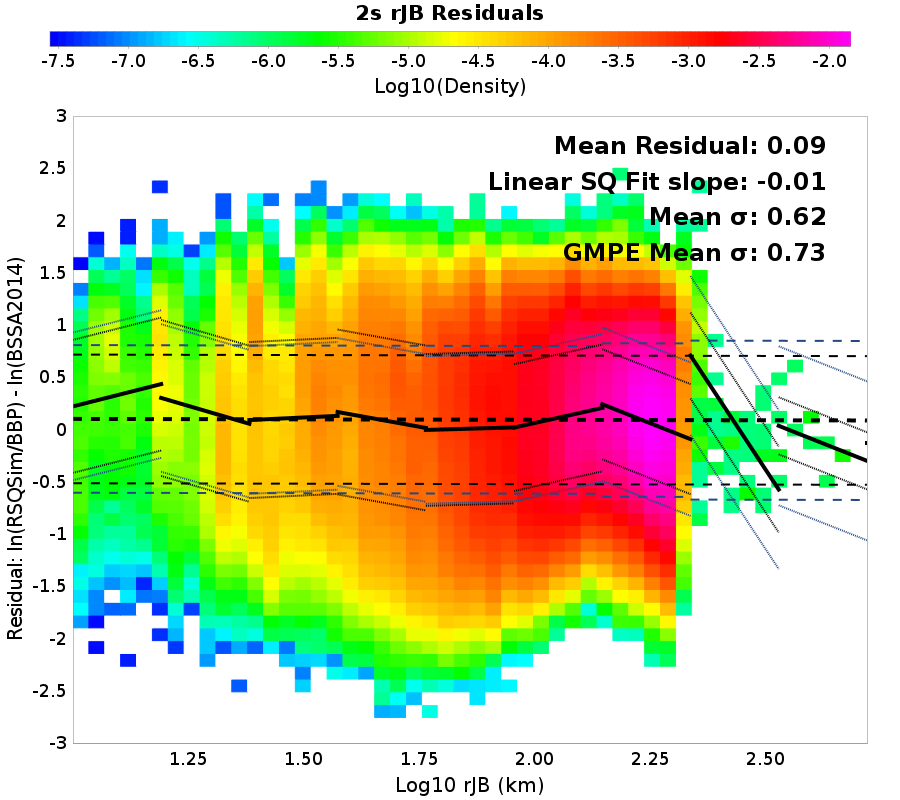 2s rJB Residuals
-7.5 -7.0 -6.5 -6.0 -5.5 -5.0 -4.5 -4.0 -3.5 -3.0 -2.5 -2.0
Log10(Density)
Mean Residual: 0.09
Linear SQ Fit slope: -0.01
Mean σ: 0.62
GMPE Mean σ: 0.73
Residual: ln(RSQSim/BBP) - ln(BSSA2014)
3
2.5
2
1.5
1
0.5
0
-0.5
-1
-1.5
-2
-2.5
-3
1.25 1.50 1.75 2.00 2.25 2.50
Log10 rJB (km)